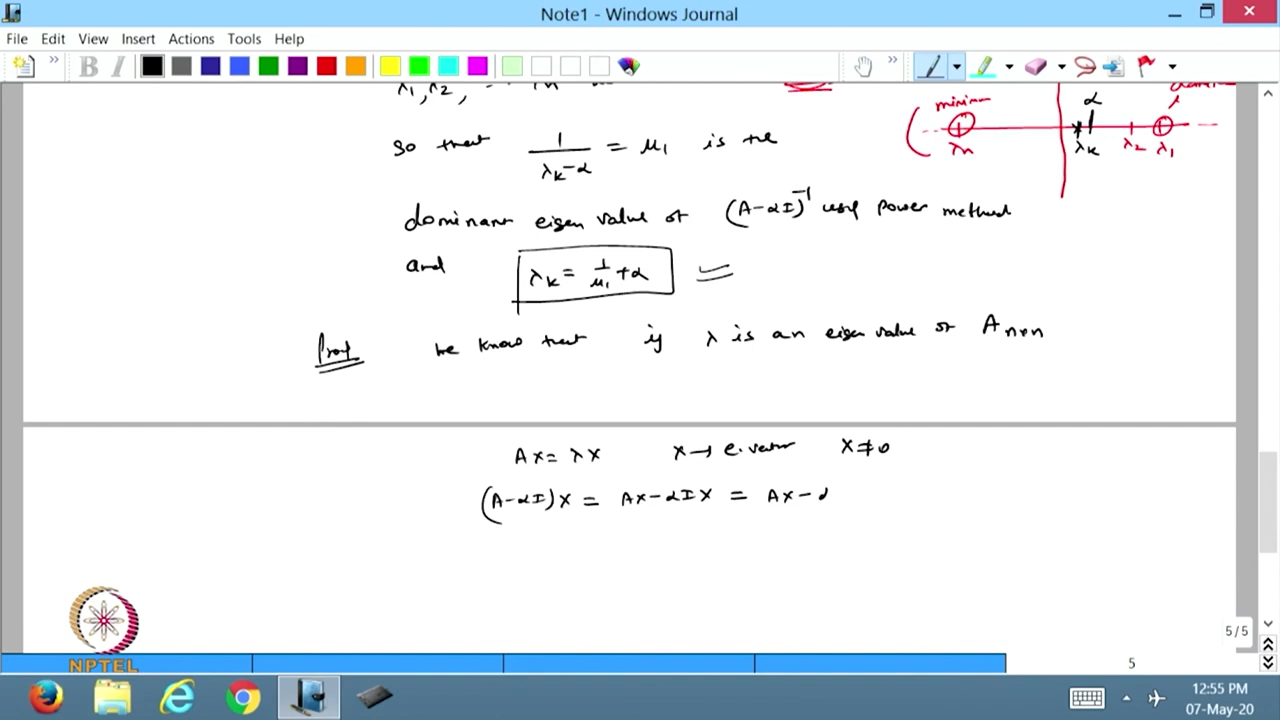 Note1 - Windows Journal
File Edit View Insert Actions Tools Help
λ1, λ2, ... λn
minimum
α
λn λk λ2 λ1
So that 1/(λk-α) = μ1 is the
dominant eigen value of (A-αI)^-1 using power method
and λk = 1/μ1 + α
Proof we know that if λ is an eigen value of An×n
AX = λX X → e.vector X ≠ 0
(A-αI)X = AX-αIX = AX-α
NPTEL
5/5
5
12:55 PM
07-May-20